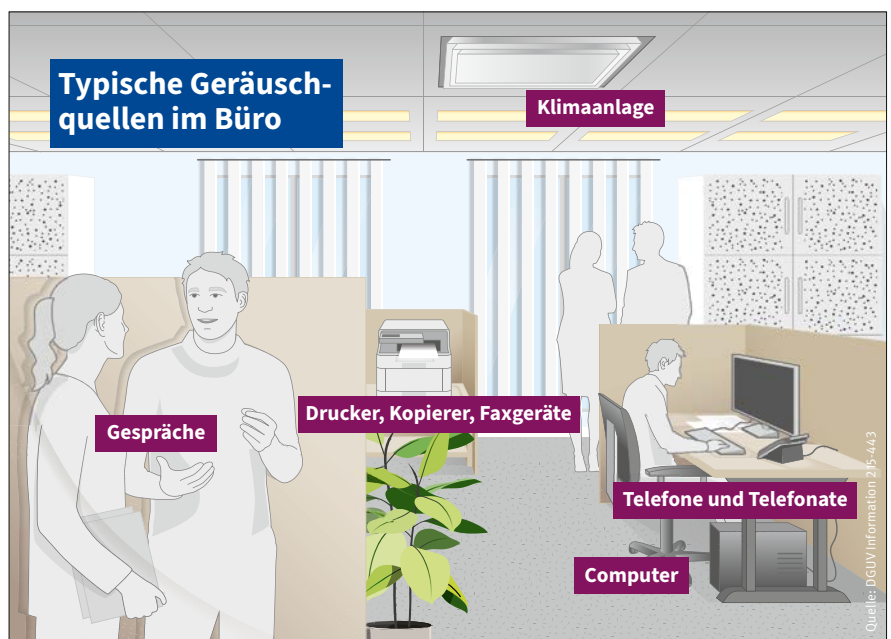 Typische Geräusch-
quellen im Büro
Klimaanlage
Drucker, Kopierer, Faxgeräte
Gespräche
Telefone und Telefonate
Computer
Quelle: DGUV Information 215-443